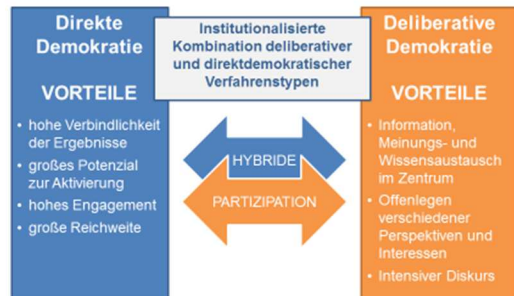 Direkte
Demokratie
VORTEILE
• hohe Verbindlichkeit
der Ergebnisse
• großes Potenzial
zur Aktivierung
• hohes Engagement
• große Reichweite
Institutionalisierte
Kombination deliberativer
und direktdemokratischer
Verfahrenstypen
HYBRIDE
PARTIZIPATION
Deliberative
Demokratie
VORTEILE
• Information,
Meinungs- und
Wissensaustausch
im Zentrum
• Offenlegen
verschiedener
Perspektiven und
Interessen
• Intensiver Diskurs